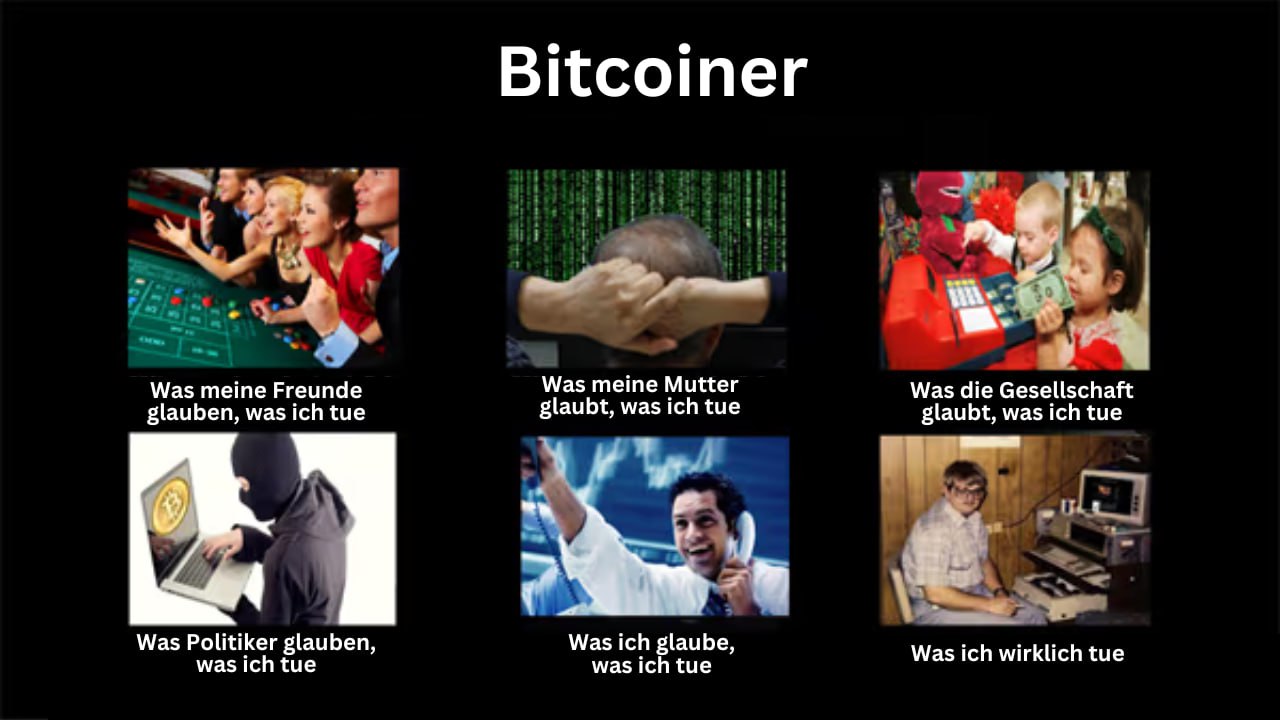 Bitcoiner
Was meine Freunde
glauben, was ich tue
Was meine Mutter
glaubt, was ich tue
Was die Gesellschaft
glaubt, was ich tue
Was Politiker glauben,
was ich tue
Was ich glaube,
was ich tue
Was ich wirklich tue